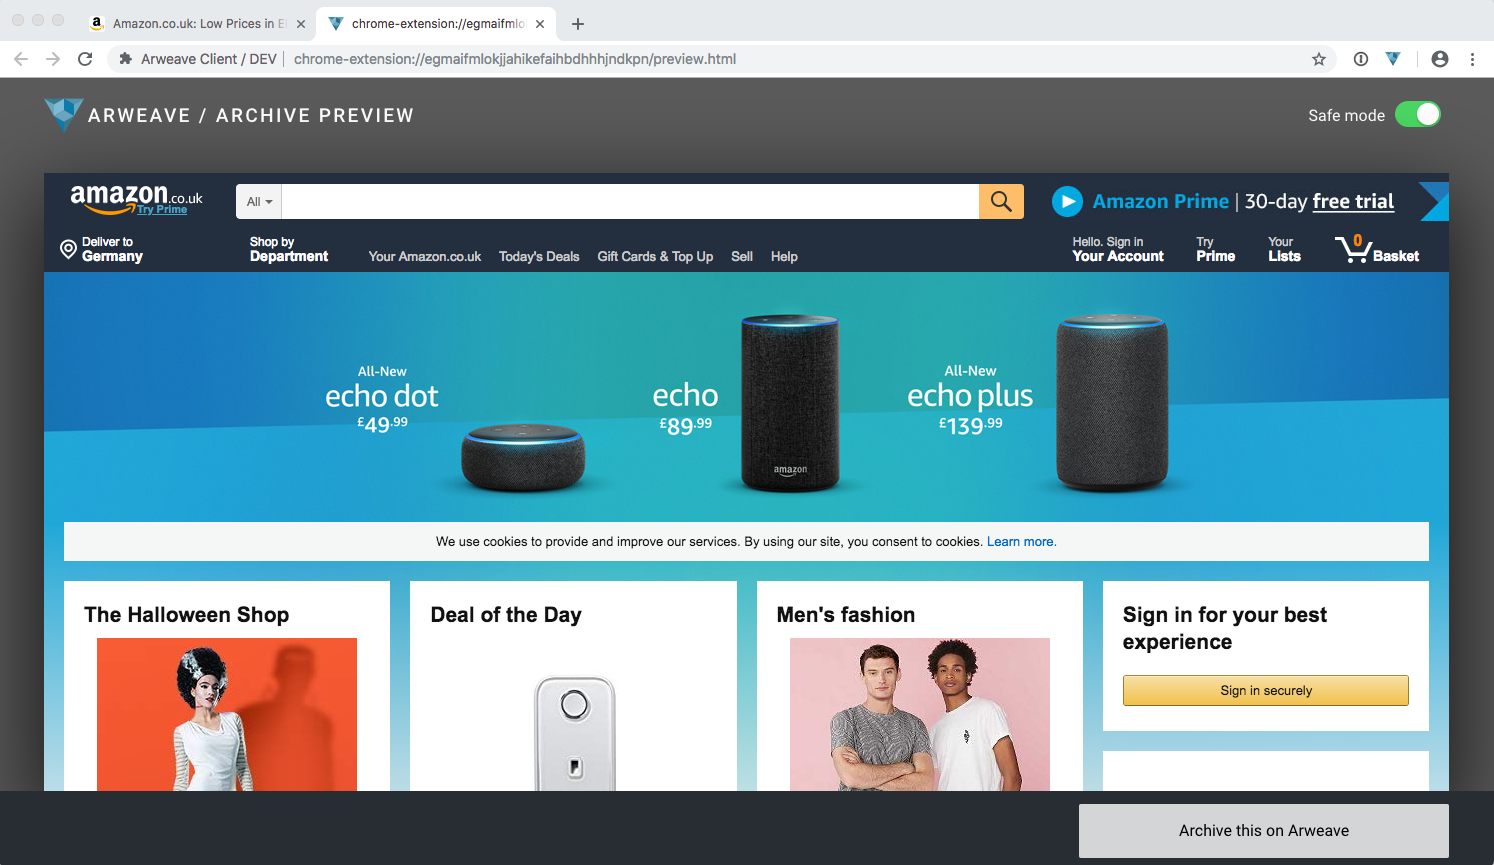 Amazon.co.uk: Low Prices in El
chrome-extension://egmaifmlo
Arweave Client / DEV
chrome-extension://egmaifmlokjjahikefaihbdhhhjndkpn/preview.html
ARWEAVE / ARCHIVE PREVIEW
Safe mode
amazon.co.uk
Try Prime
All
Amazon Prime | 30-day free trial
Deliver to
Germany
Shop by
Department
Your Amazon.co.uk
Today's Deals
Gift Cards & Top Up
Sell
Help
Hello. Sign in
Your Account
Try
Prime
Your
Lists
0
Basket
All-New
echo dot
£49.99
echo
£89.99
amazon
All-New
echo plus
£139.99
We use cookies to provide and improve our services. By using our site, you consent to cookies. Learn more.
The Halloween Shop
Deal of the Day
Men's fashion
Sign in for your best
experience
Sign in securely
Archive this on Arweave